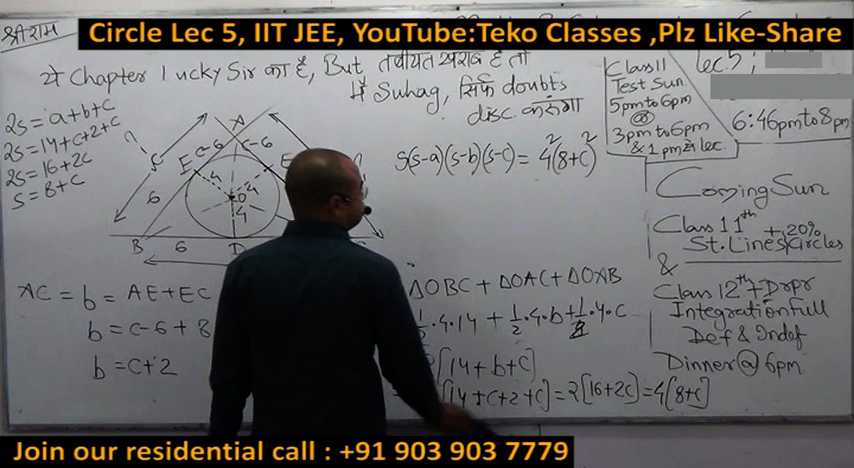 Circle Lec 5, IIT JEE, YouTube:Teko Classes ,Plz Like-Share
श्री राम
ये Chapter Lucky Sir का है, But तबीयत खराब है तो
मैं Suhag, सिर्फ doubts
disc. करूंगा
Class 11
Test Sun.
5pm to 6pm
@
3pm to 6pm
& 1 pm से lec.
Lec 5 ;
6:46pm to 8pm
2s = a+b+c
2s = 14+c+2+c
2s = 16+2c
s = 8+c
A
c-6
c-6
F
E
4
4
O
4
6
B
6
D
s(s-a)(s-b)(s-c) = 4²(8+c)²
AC = b = AE+EC
b = c-6+8
b = c+2
ΔOBC + ΔOAC + ΔOAB
½.4.14 + ½.4.b + ½.4.c
[14+b+c]
[14+c+2+c] = 2[16+2c] = 4[8+c]
Coming Sun
Class 11th + 20%
St. Lines/Circles
&
Class 12th + Drpr
Integration Full
Def & Indef
Dinner @ 6pm
Join our residential call : +91 903 903 7779